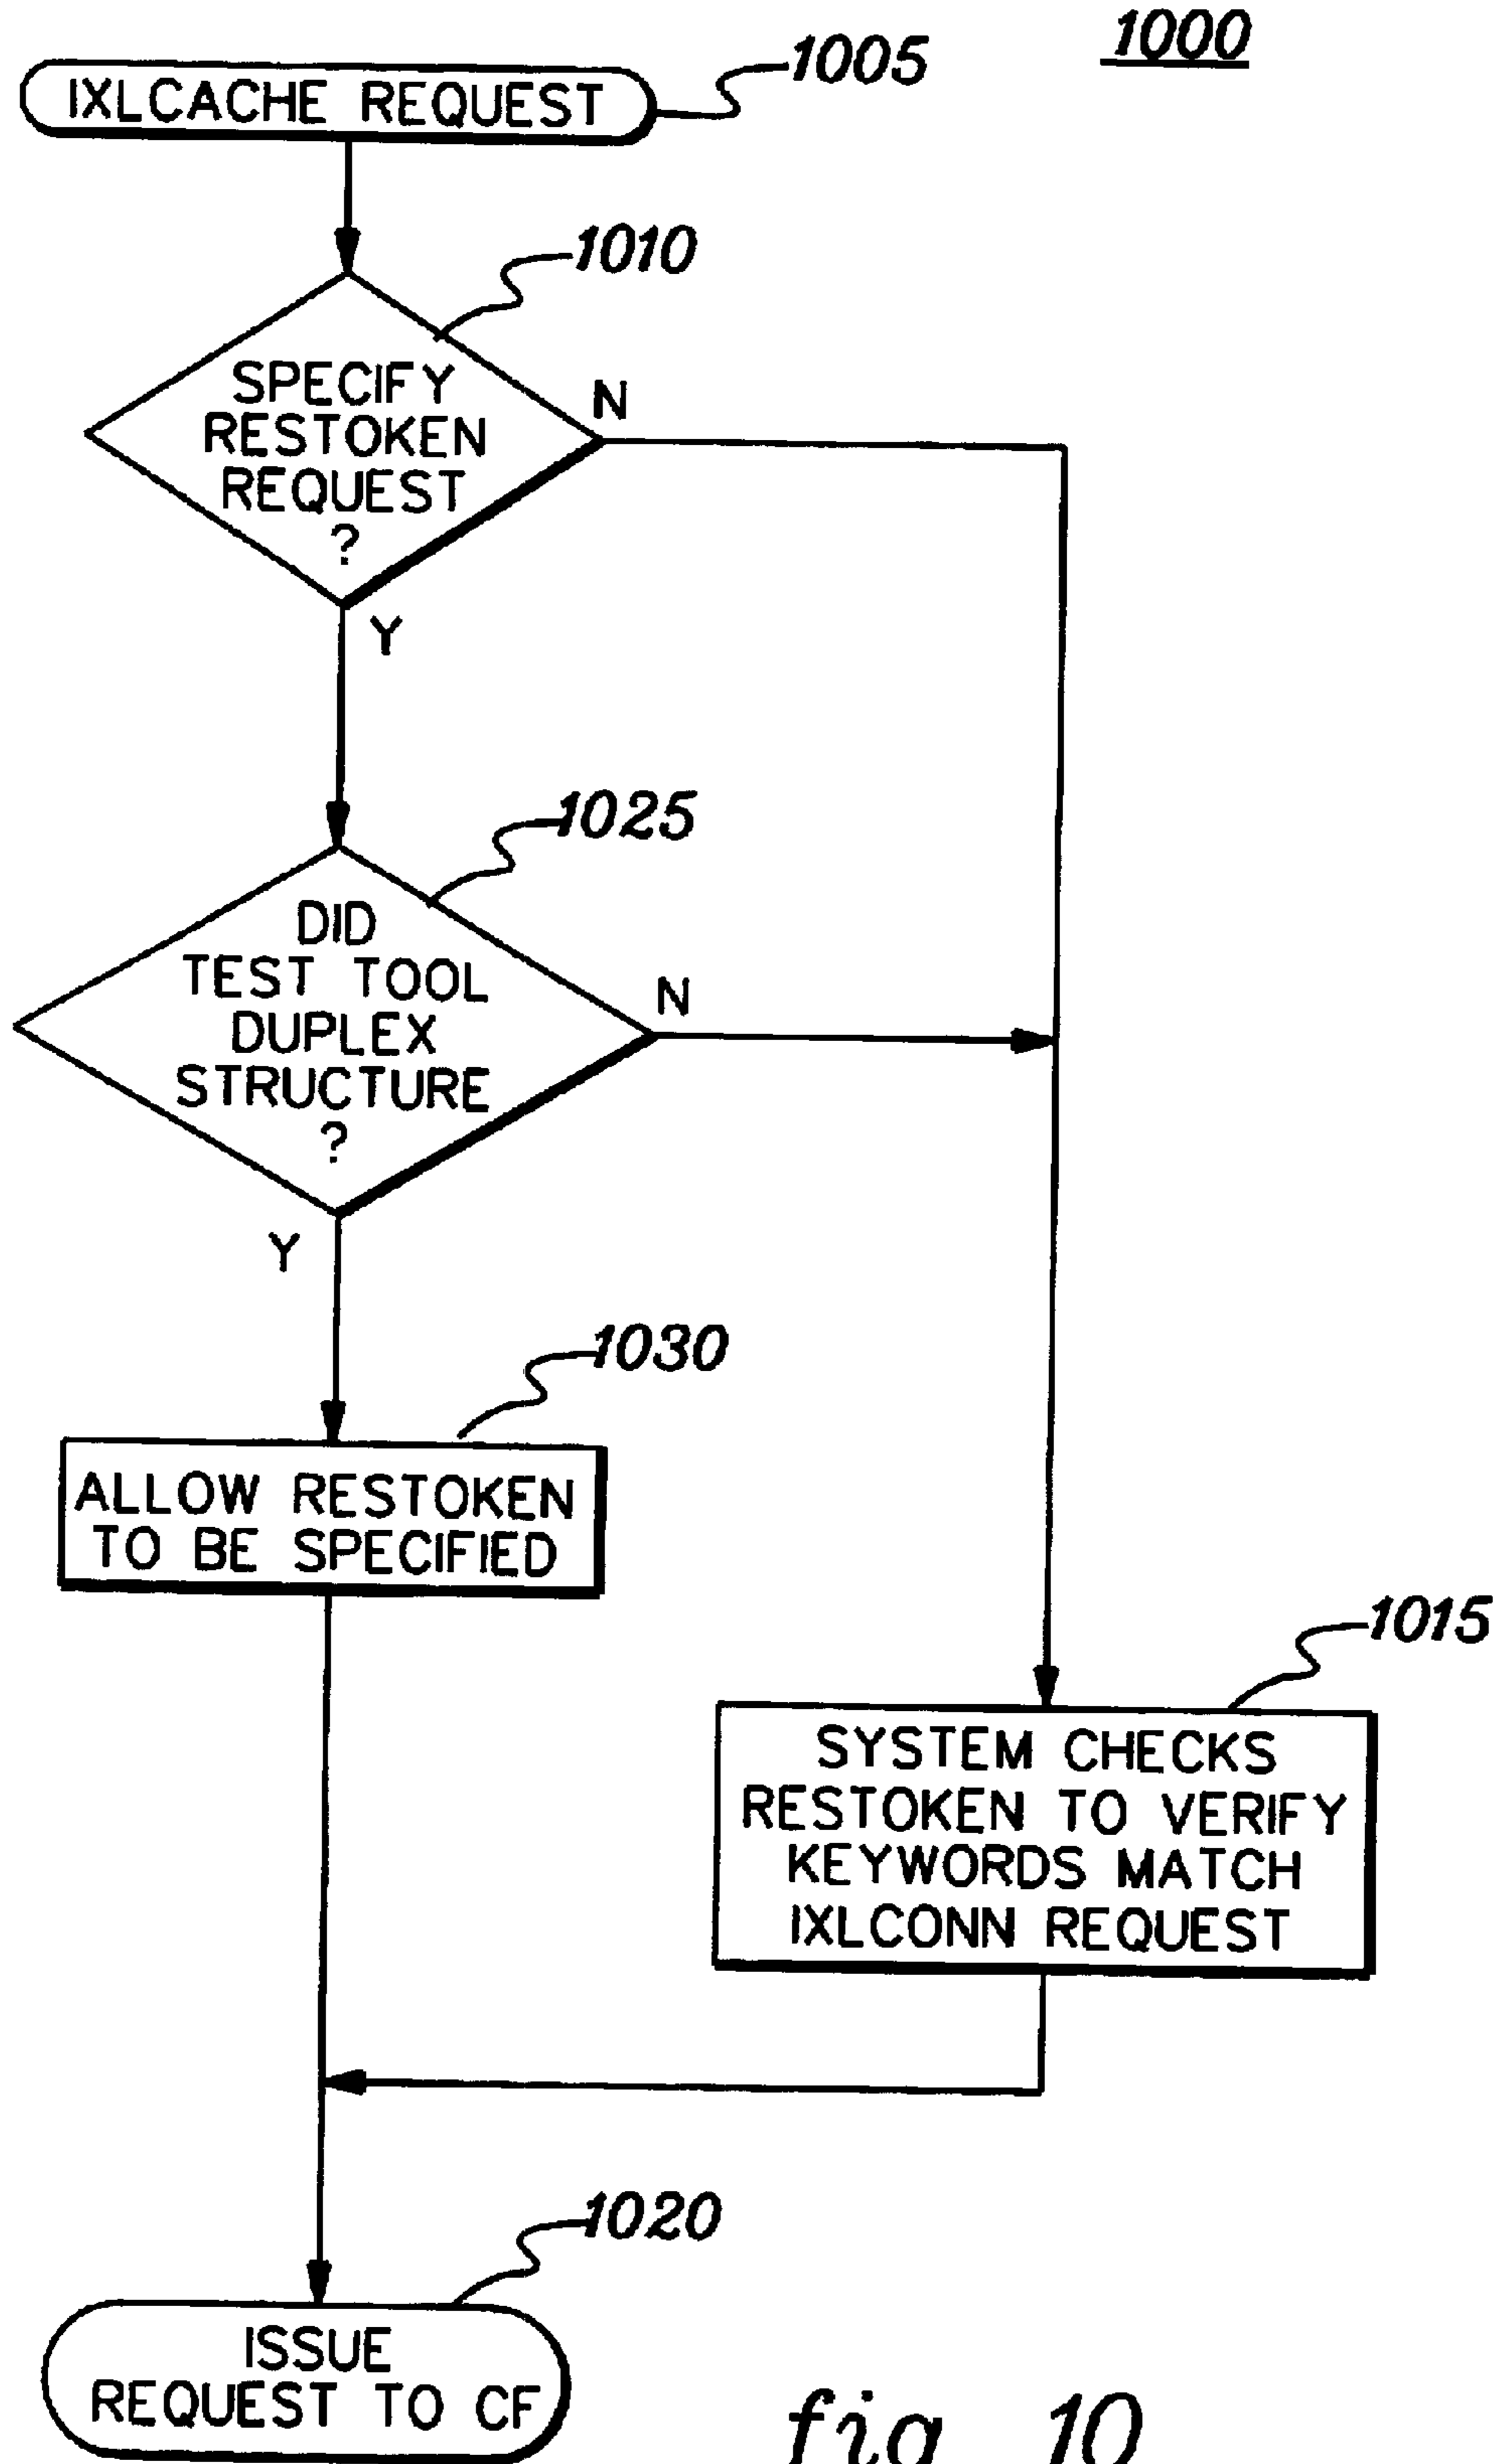 1000
IXLCACHE REQUEST
1005
1010
SPECIFY
RESTOKEN
REQUEST
?
N
Y
1025
DID
TEST TOOL
DUPLEX
STRUCTURE
?
N
Y
1030
ALLOW RESTOKEN
TO BE SPECIFIED
1015
SYSTEM CHECKS
RESTOKEN TO VERIFY
KEYWORDS MATCH
IXLCONN REQUEST
1020
ISSUE
REQUEST TO CF
fig. 10